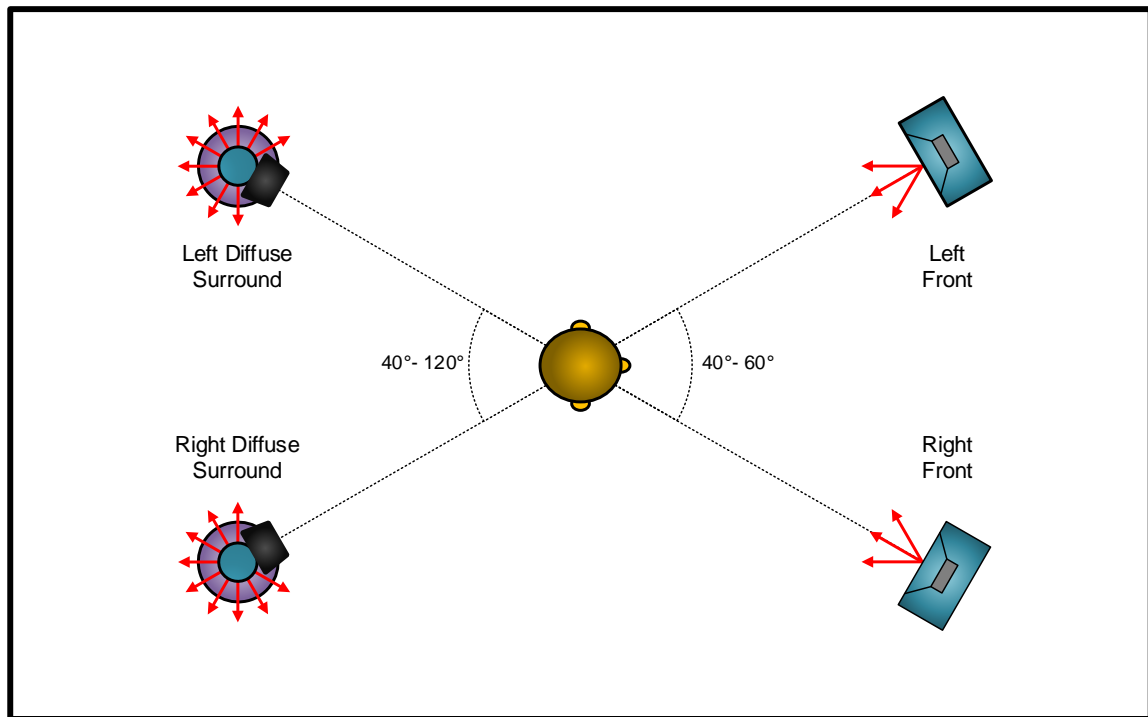 Left Diffuse
Surround
Left
Front
40°- 120°
40°- 60°
Right Diffuse
Surround
Right
Front